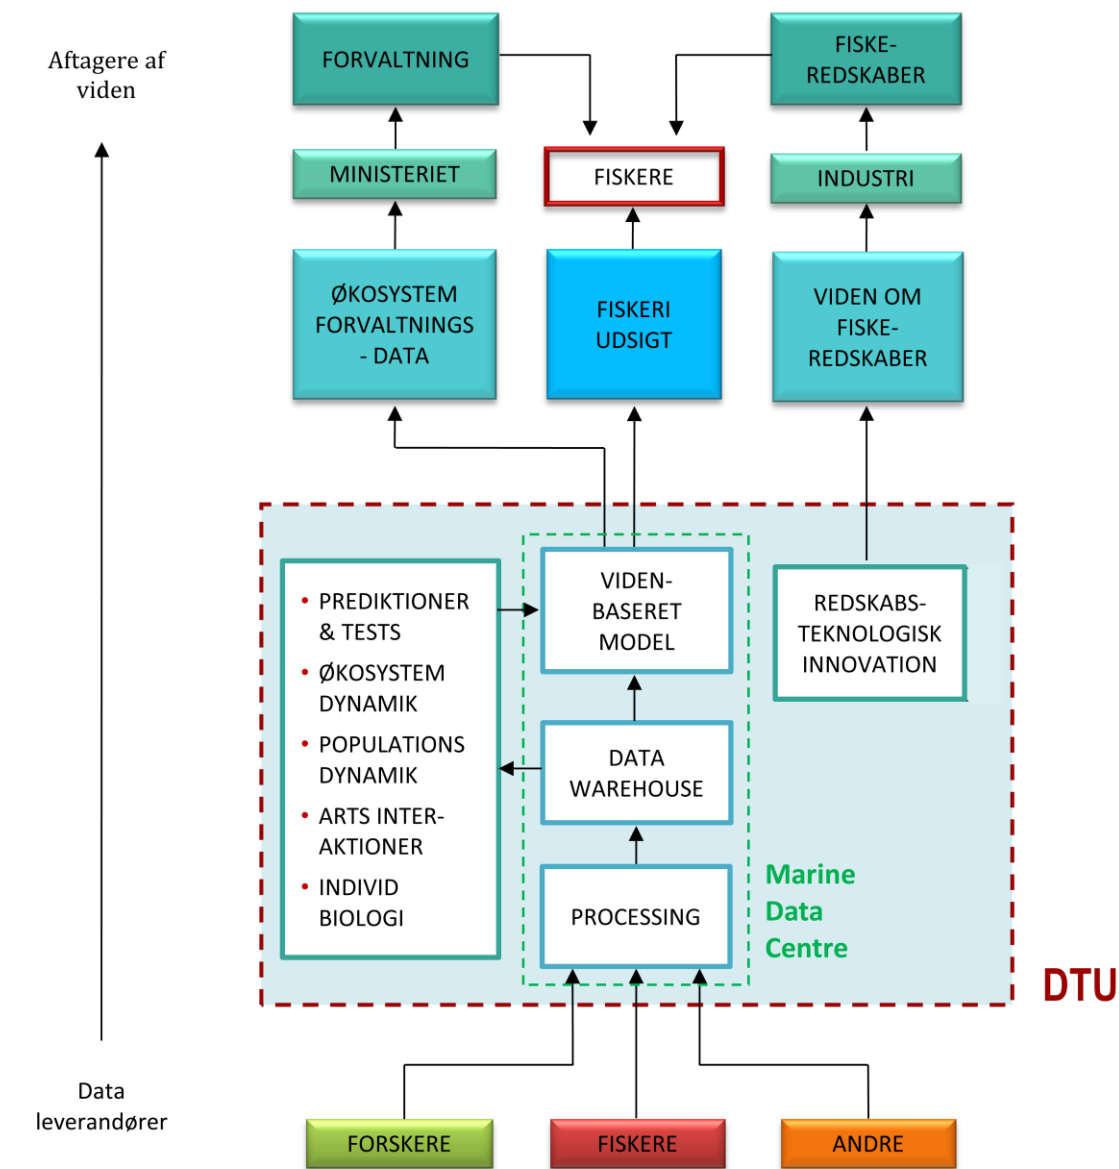 Aftagere af
viden
FORVALTNING
FISKE-
REDSKABER
MINISTERIET
FISKERE
INDUSTRI
ØKOSYSTEM
FORVALTNINGS
- DATA
FISKERI
UDSIGT
VIDEN OM
FISKE-
REDSKABER
• PREDIKTIONER
& TESTS
• ØKOSYSTEM
DYNAMIK
• POPULATIONS
DYNAMIK
• ARTS INTER-
AKTIONER
• INDIVID
BIOLOGI
VIDEN-
BASERET
MODEL
DATA
WAREHOUSE
PROCESSING
REDSKABS-
TEKNOLOGISK
INNOVATION
Marine
Data
Centre
DTU
Data
leverandører
FORSKERE
FISKERE
ANDRE